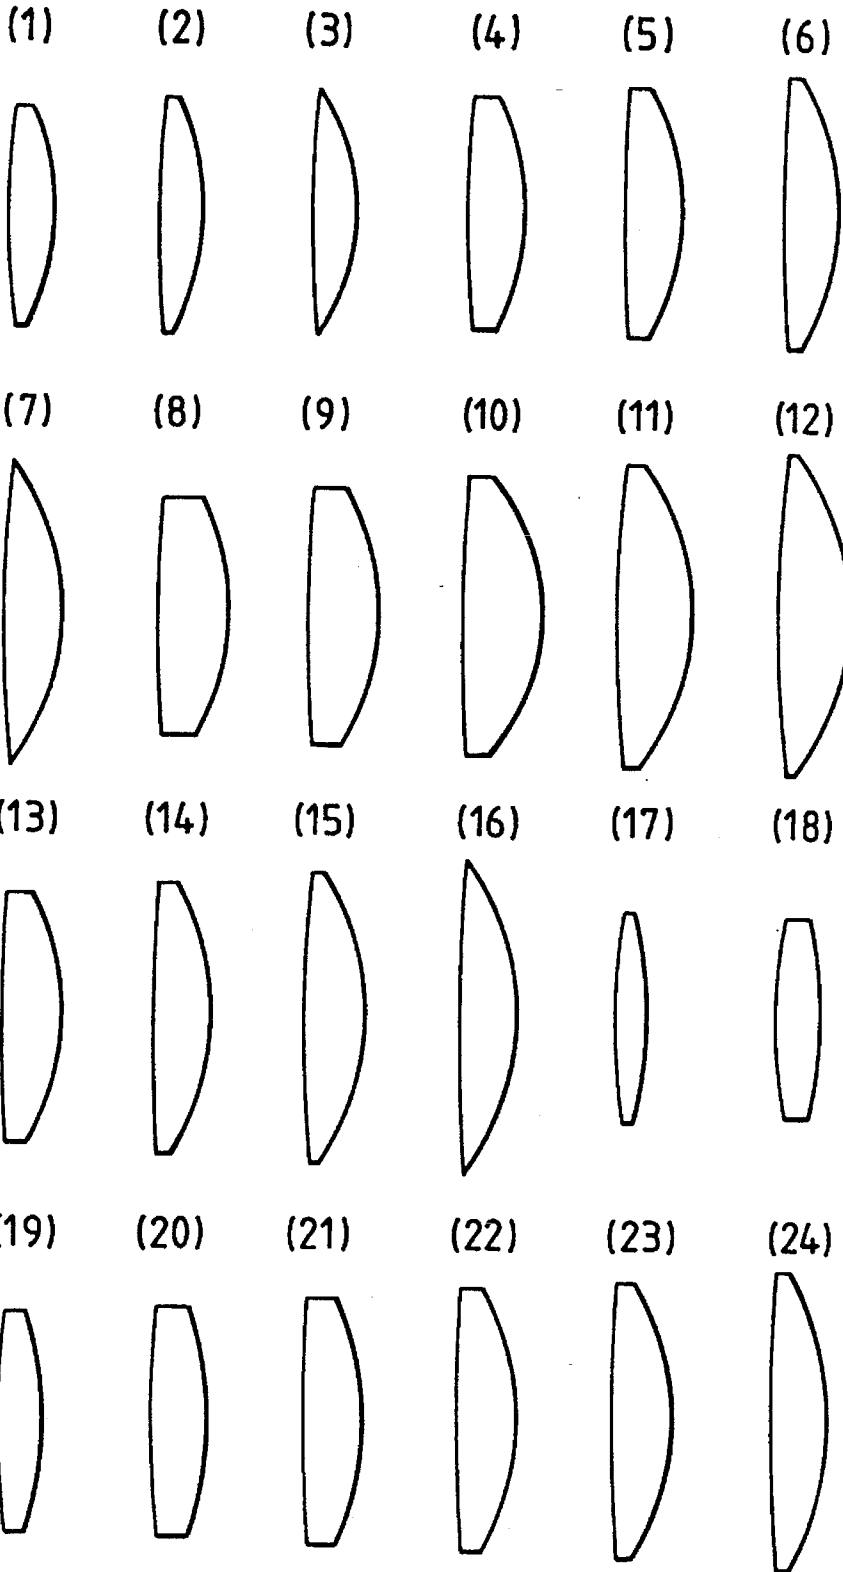 (1) (2) (3) (4) (5) (6)
(7) (8) (9) (10) (11) (12)
(13) (14) (15) (16) (17) (18)
(19) (20) (21) (22) (23) (24)